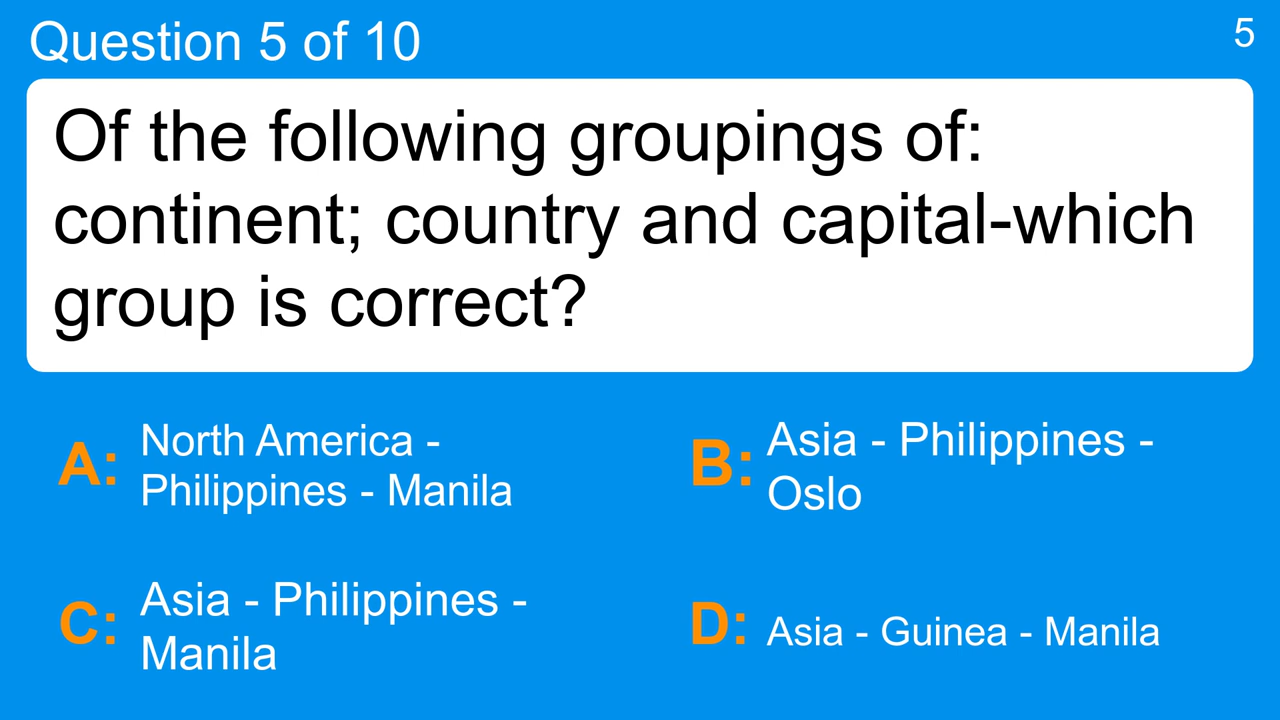 Question 5 of 10
5
Of the following groupings of:
continent; country and capital-which
group is correct?
A: North America -
Philippines - Manila
B: Asia - Philippines -
Oslo
C: Asia - Philippines -
Manila
D: Asia - Guinea - Manila